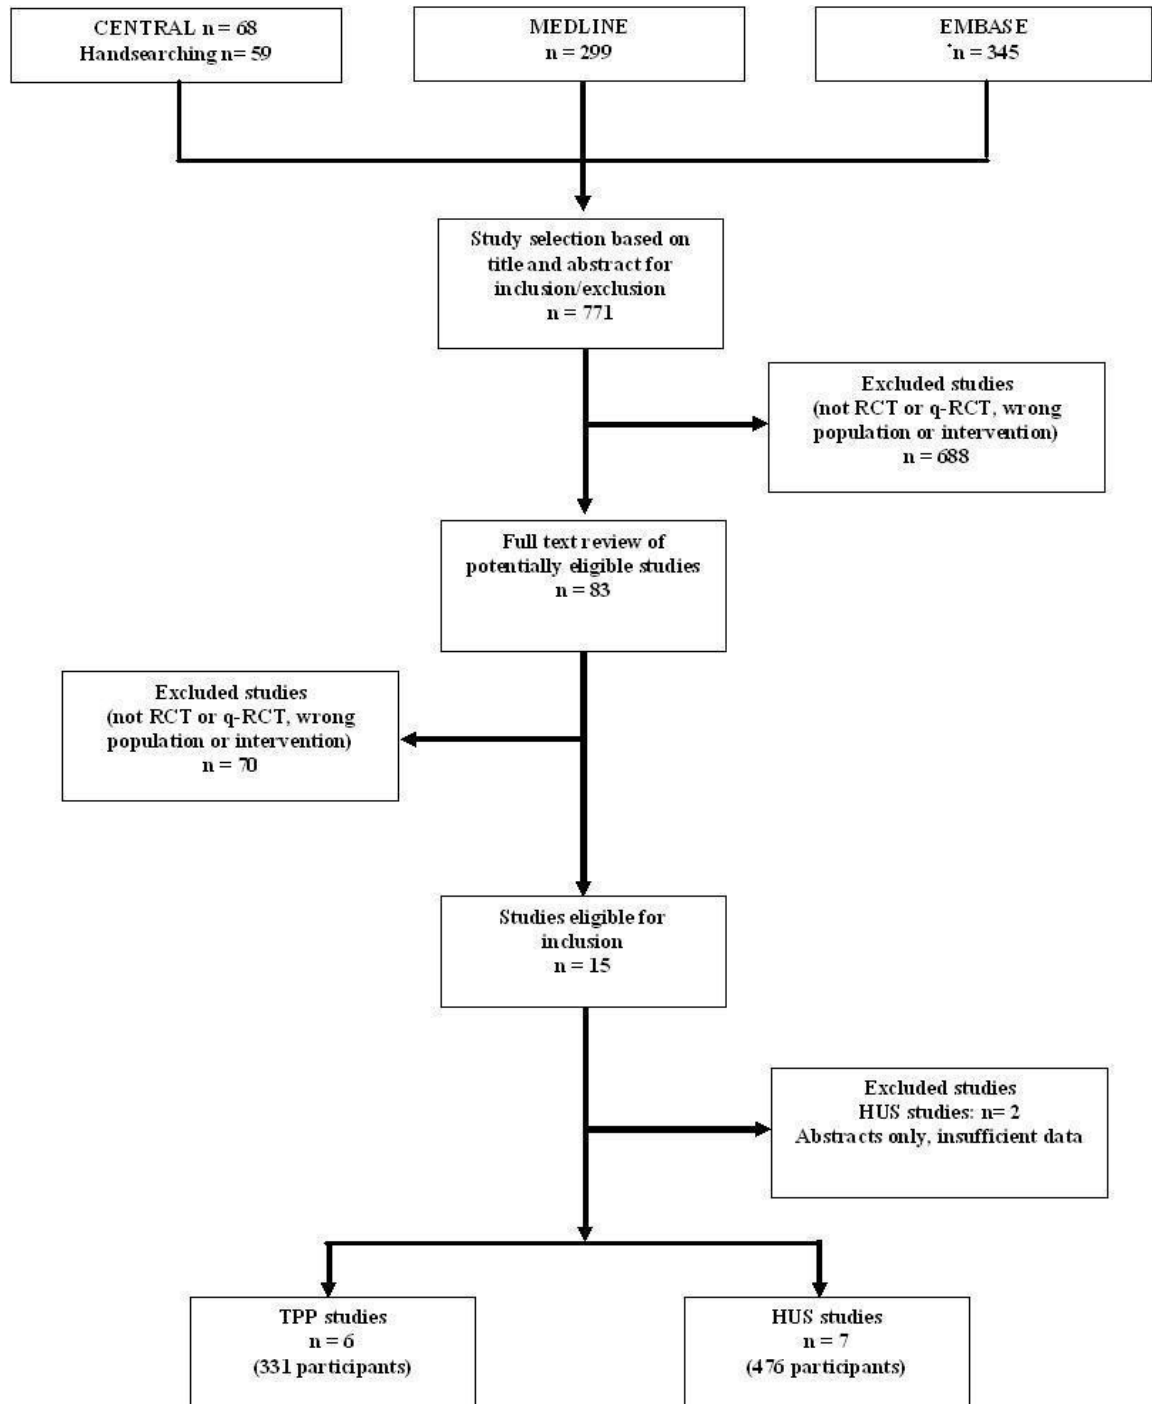 CENTRAL n = 68
Handsearching n= 59
MEDLINE
n = 299
EMBASE
*n = 345
Study selection based on
title and abstract for
inclusion/exclusion
n = 771
Excluded studies
(not RCT or q-RCT, wrong
population or intervention)
n = 688
Full text review of
potentially eligible studies
n = 83
Excluded studies
(not RCT or q-RCT, wrong
population or intervention)
n = 70
Studies eligible for
inclusion
n = 15
Excluded studies
HUS studies: n= 2
Abstracts only, insufficient data
TPP studies
n = 6
(331 participants)
HUS studies
n = 7
(476 participants)